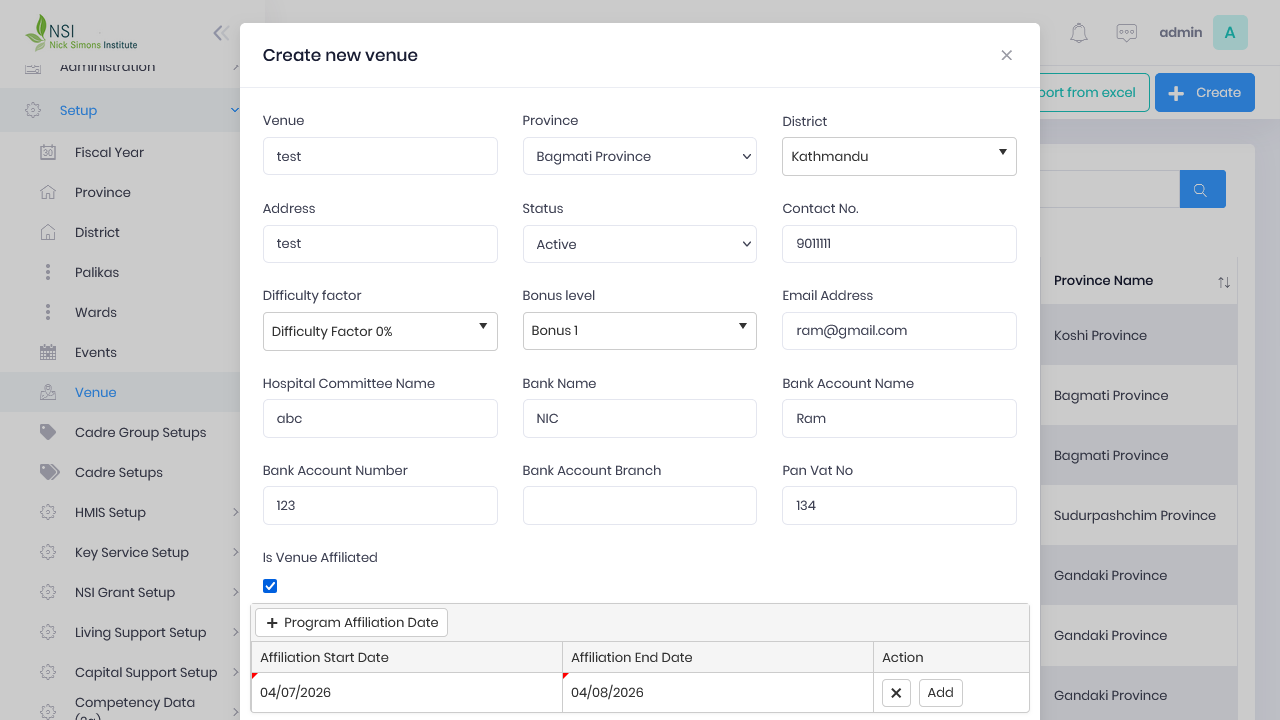 NSI
Nick Simons Institute
admin
A
Administration
Setup
Fiscal Year
Province
District
Palikas
Wards
Events
Venue
Cadre Group Setups
Cadre Setups
HMIS Setup
Key Service Setup
NSI Grant Setup
Living Support Setup
Capital Support Setup
Competency Data
port from excel
Create
Province Name
Koshi Province
Bagmati Province
Bagmati Province
Sudurpashchim Province
Gandaki Province
Gandaki Province
Gandaki Province
Create new venue
Venue
Province
District
test
Bagmati Province
Kathmandu
Address
Status
Contact No.
test
Active
9011111
Difficulty factor
Bonus level
Email Address
Difficulty Factor 0%
Bonus 1
ram@gmail.com
Hospital Committee Name
Bank Name
Bank Account Name
abc
NIC
Ram
Bank Account Number
Bank Account Branch
Pan Vat No
123
134
Is Venue Affiliated
Program Affiliation Date
Affiliation Start Date
Affiliation End Date
Action
04/07/2026
04/08/2026
Add